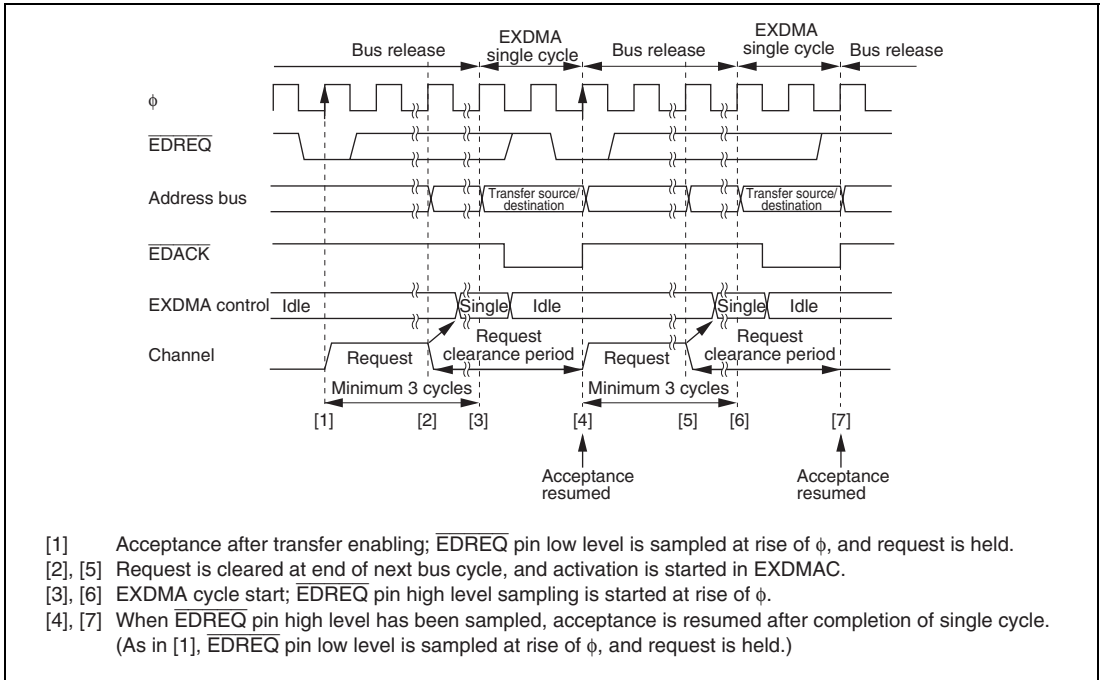 Bus release EXDMA single cycle Bus release EXDMA single cycle Bus release
φ
EDREQ
Address bus Transfer source/ destination Transfer source/ destination
EDACK
EXDMA control Idle Single Idle Single Idle
Channel Request Request clearance period Request Request clearance period
Minimum 3 cycles Minimum 3 cycles
[1] [2] [3] [4] [5] [6] [7]
Acceptance resumed Acceptance resumed
[1] Acceptance after transfer enabling; EDREQ pin low level is sampled at rise of φ, and request is held.
[2], [5] Request is cleared at end of next bus cycle, and activation is started in EXDMAC.
[3], [6] EXDMA cycle start; EDREQ pin high level sampling is started at rise of φ.
[4], [7] When EDREQ pin high level has been sampled, acceptance is resumed after completion of single cycle.
(As in [1], EDREQ pin low level is sampled at rise of φ, and request is held.)